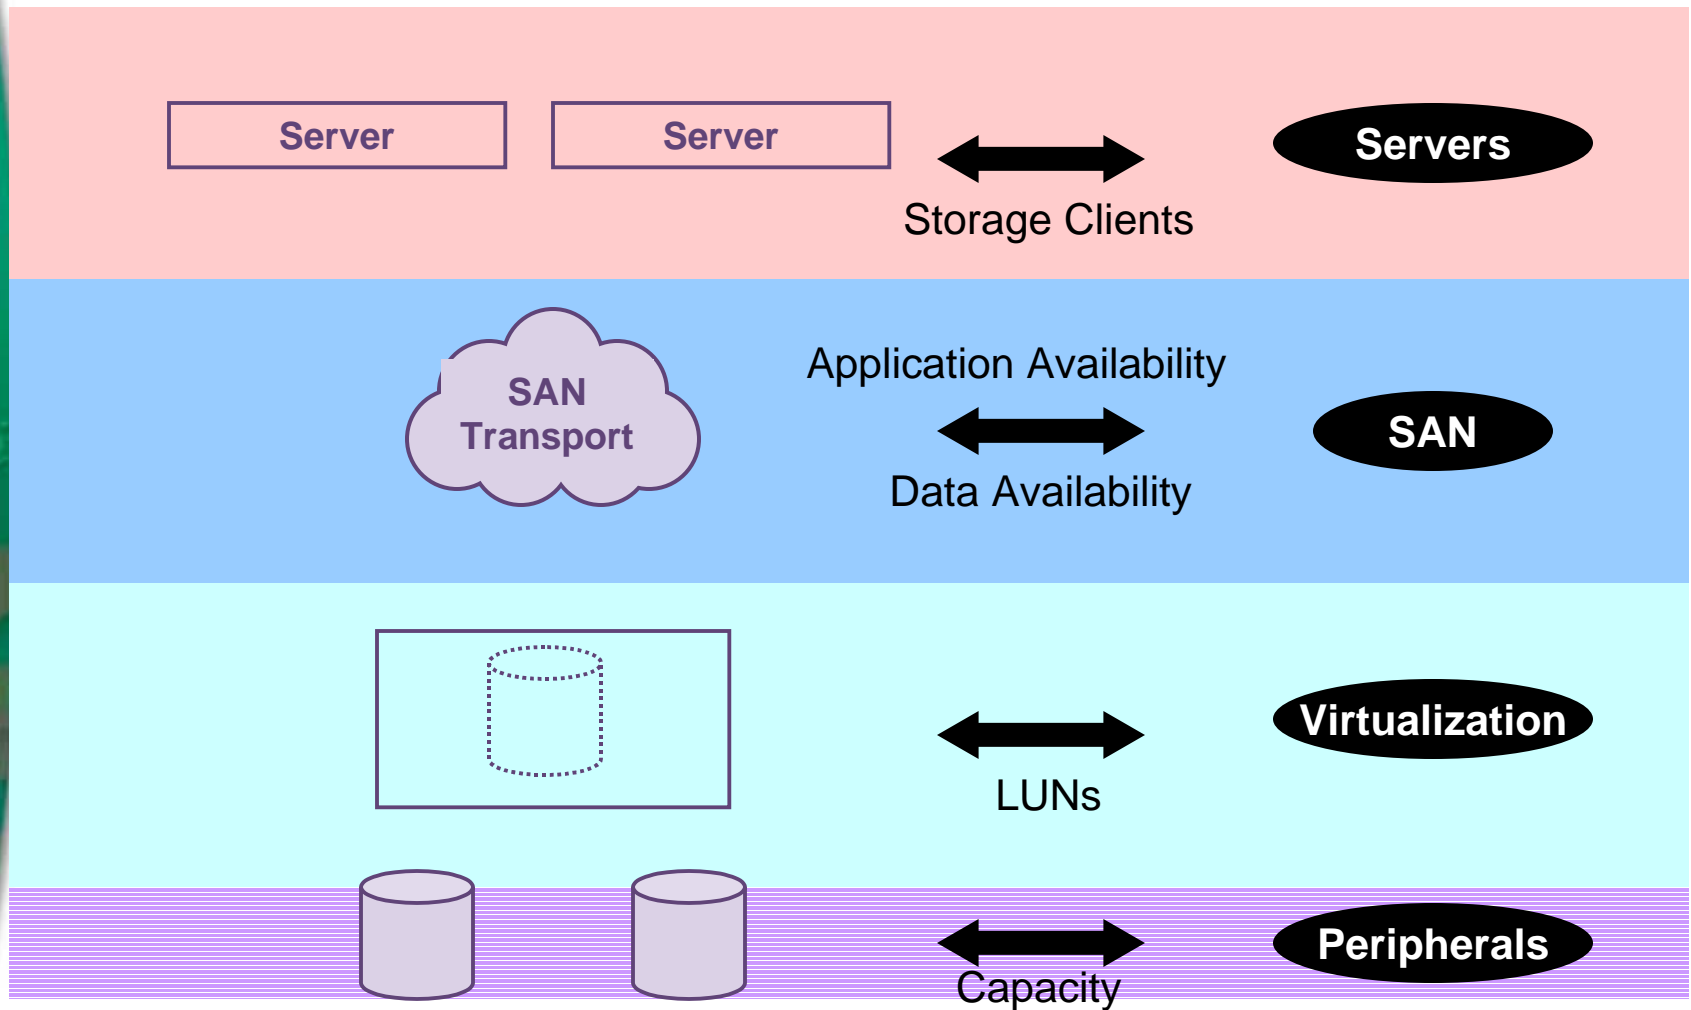 Server
Server
Servers
Storage Clients
SAN
Transport
Application Availability
SAN
Data Availability
Virtualization
LUNs
Peripherals
Capacity